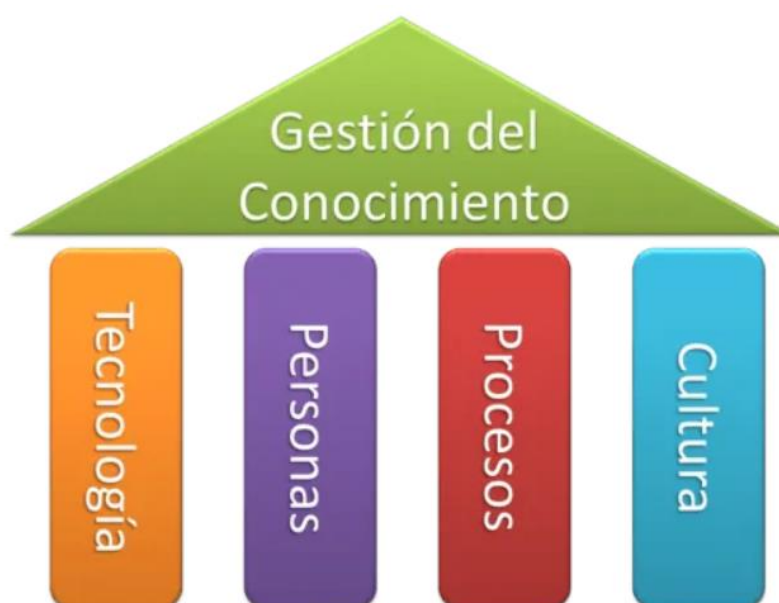 Gestión del
Conocimiento
Tecnología
Personas
Procesos
Cultura